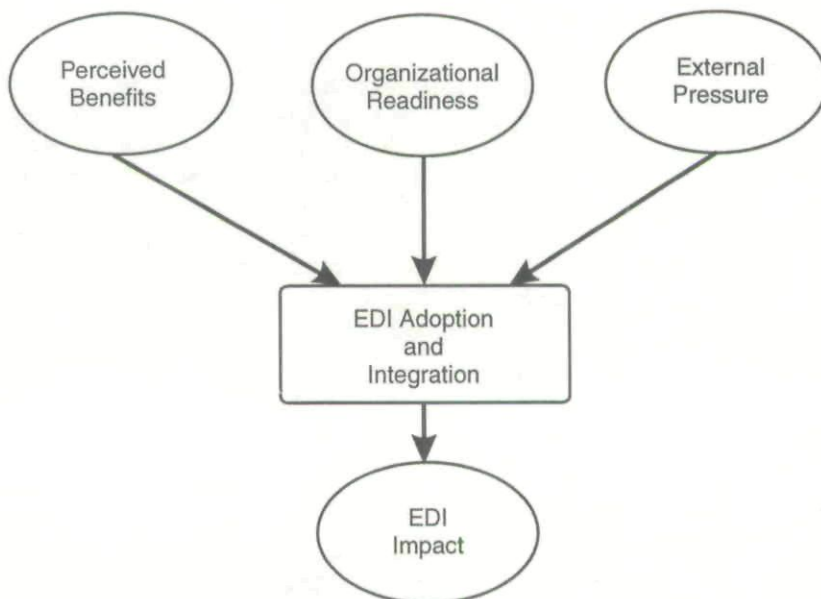 Perceived
Benefits
Organizational
Readiness
External
Pressure
EDI Adoption
and
Integration
EDI
Impact